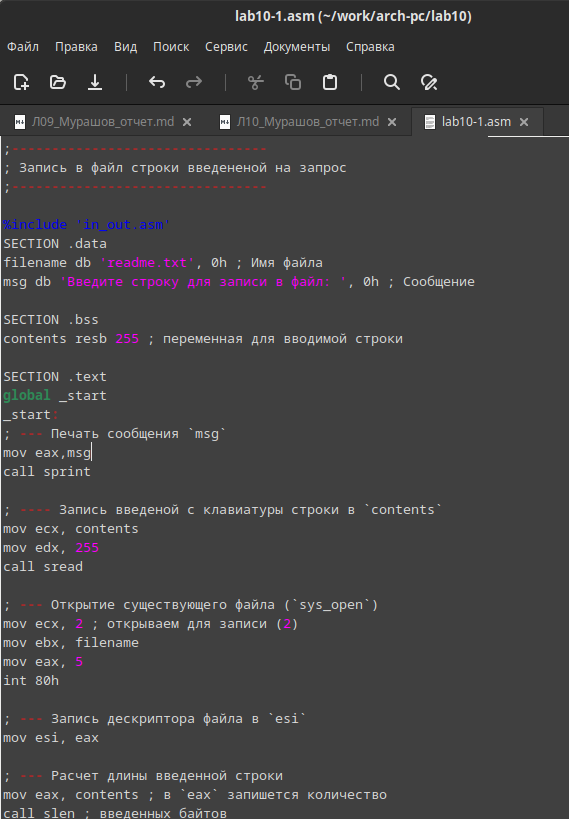 lab10-1.asm (~/work/arch-pc/lab10)
Файл Правка Вид Поиск Сервис Документы Справка
Л09_Мурашов_отчет.md × Л10_Мурашов_отчет.md × lab10-1.asm ×
;--------------------------------
; Запись в файл строки введененой на запрос
;--------------------------------
%include 'in_out.asm'
SECTION .data
filename db 'readme.txt', 0h ; Имя файла
msg db 'Введите строку для записи в файл: ', 0h ; Сообщение
SECTION .bss
contents resb 255 ; переменная для вводимой строки
SECTION .text
global _start
_start:
; --- Печать сообщения `msg`
mov eax,msg
call sprint
; ---- Запись введеной с клавиатуры строки в `contents`
mov ecx, contents
mov edx, 255
call sread
; --- Открытие существующего файла (`sys_open`)
mov ecx, 2 ; открываем для записи (2)
mov ebx, filename
mov eax, 5
int 80h
; --- Запись дескриптора файла в `esi`
mov esi, eax
; --- Расчет длины введенной строки
mov eax, contents ; в `eax` запишется количество
call slen ; введенных байтов